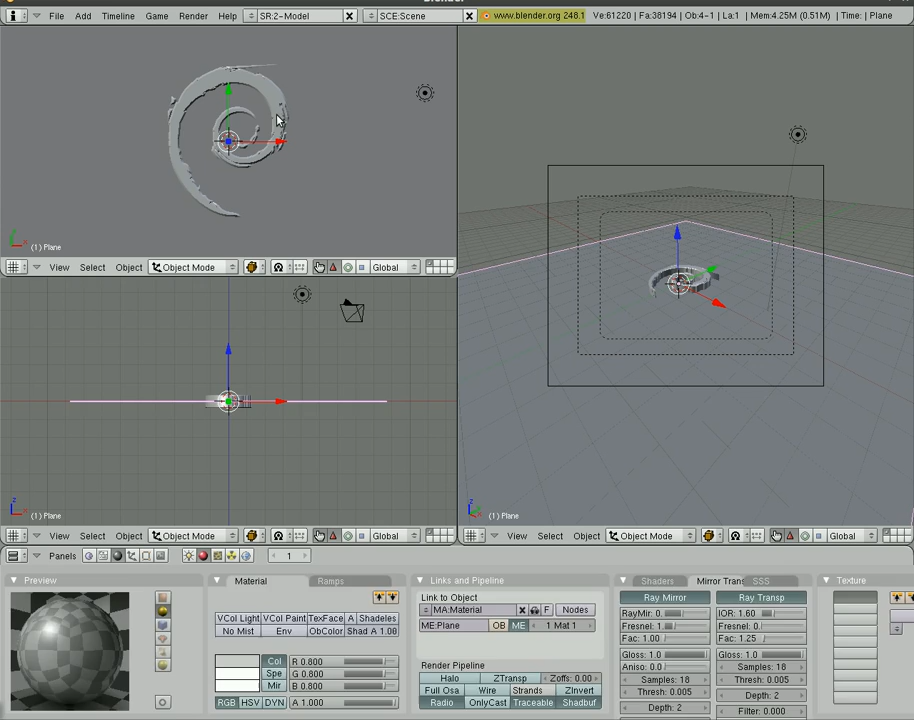 Blender
File Add Timeline Game Render Help SR:2-Model SCE:Scene www.blender.org 248.1 Ve:61220 | Fa:38194 | Ob:4-1 | La:1 | Mem:4.25M (0.51M) | Time: | Plane
(1) Plane
View Select Object Object Mode Global
(1) Plane
View Select Object Object Mode Global
(1) Plane
View Select Object Object Mode Global
Panels 1
Preview
Material Ramps
VCol Light VCol Paint TexFace A Shadeles
No Mist Env ObColor Shad A 1.00
Col R 0.800
Spe G 0.800
Mir B 0.800
RGB HSV DYN A 1.000
Links and Pipeline
Link to Object
MA:Material F Nodes
ME:Plane OB ME 1 Mat 1
Render Pipeline
Halo ZTransp Zoffs: 0.00
Full Osa Wire Strands ZInvert
Radio OnlyCast Traceable Shadbuf
Shaders Mirror Trans SSS
Ray Mirror Ray Transp
RayMir: 0. IOR: 1.60
Fresnel: 1. Fresnel: 0.
Fac: 1.00 Fac: 1.25
Gloss: 1.0 Gloss: 1.0
Aniso: 0.0 Samples: 18
Samples: 18 Thresh: 0.005
Thresh: 0.005 Depth: 2
Depth: 2 Filter: 0.000
Texture